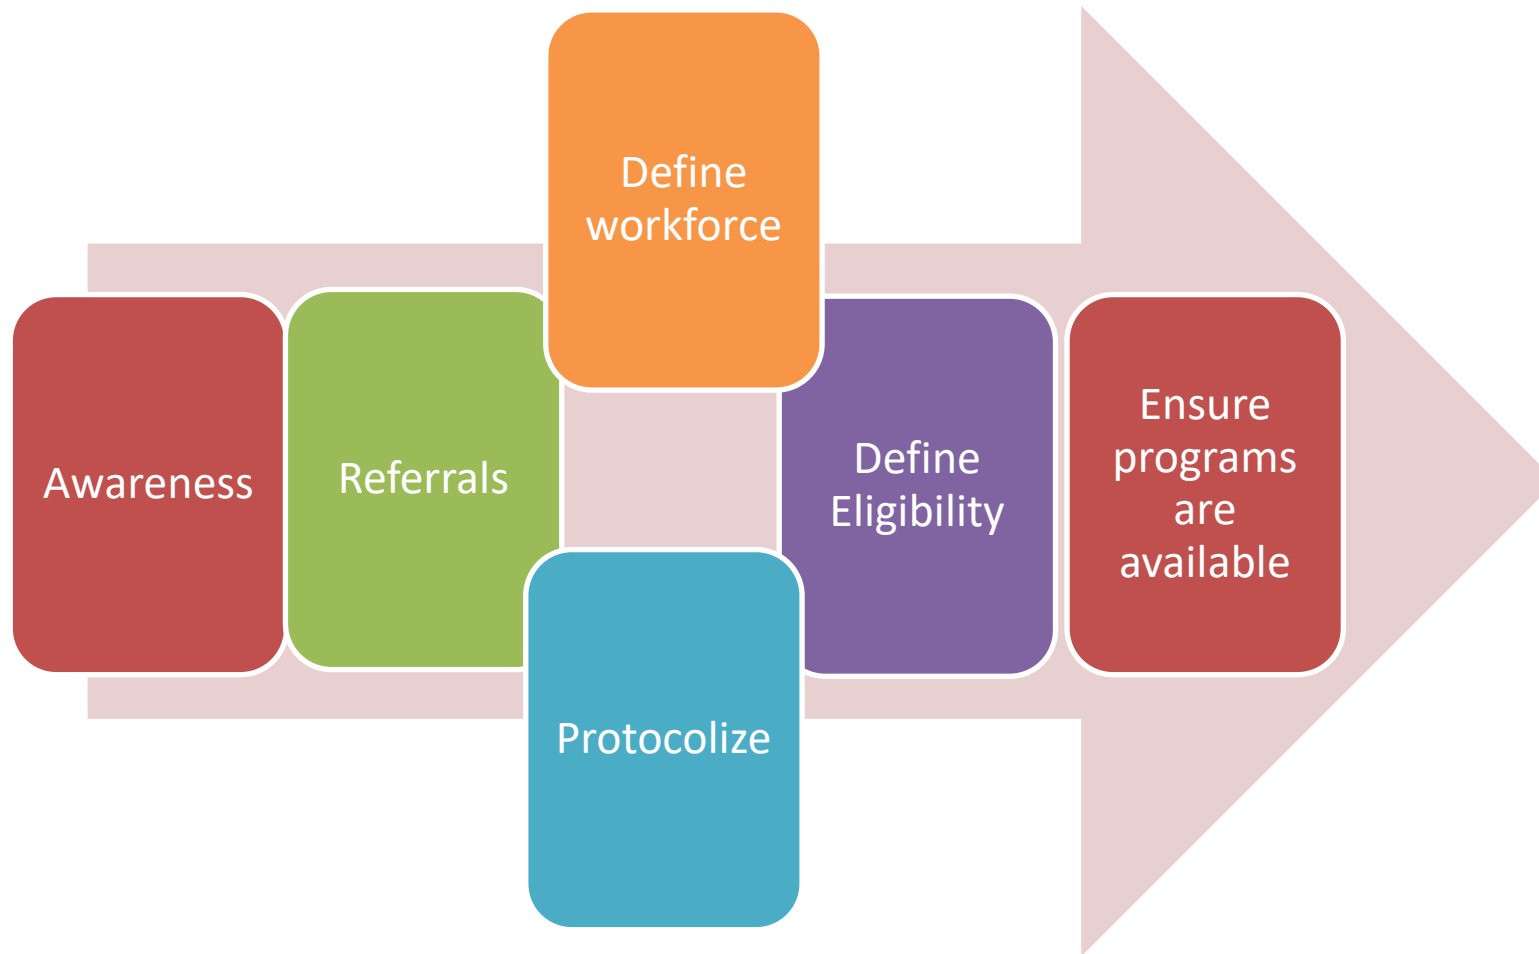 Awareness
Referrals
Define
workforce
Protocolize
Define
Eligibility
Ensure
programs
are
available